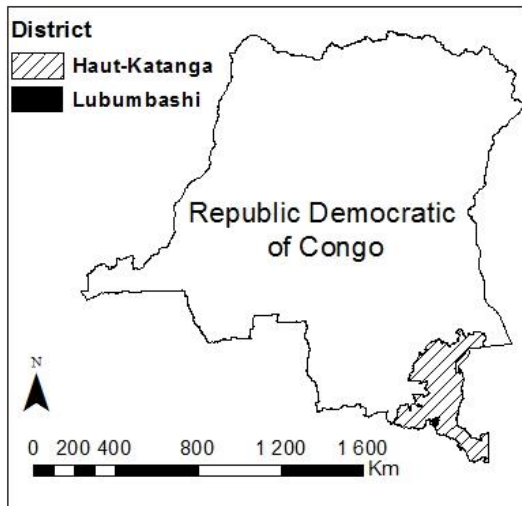 District
Haut-Katanga
Lubumbashi
Republic Democratic
of Congo
N
0 200 400 800 1 200 1 600
Km